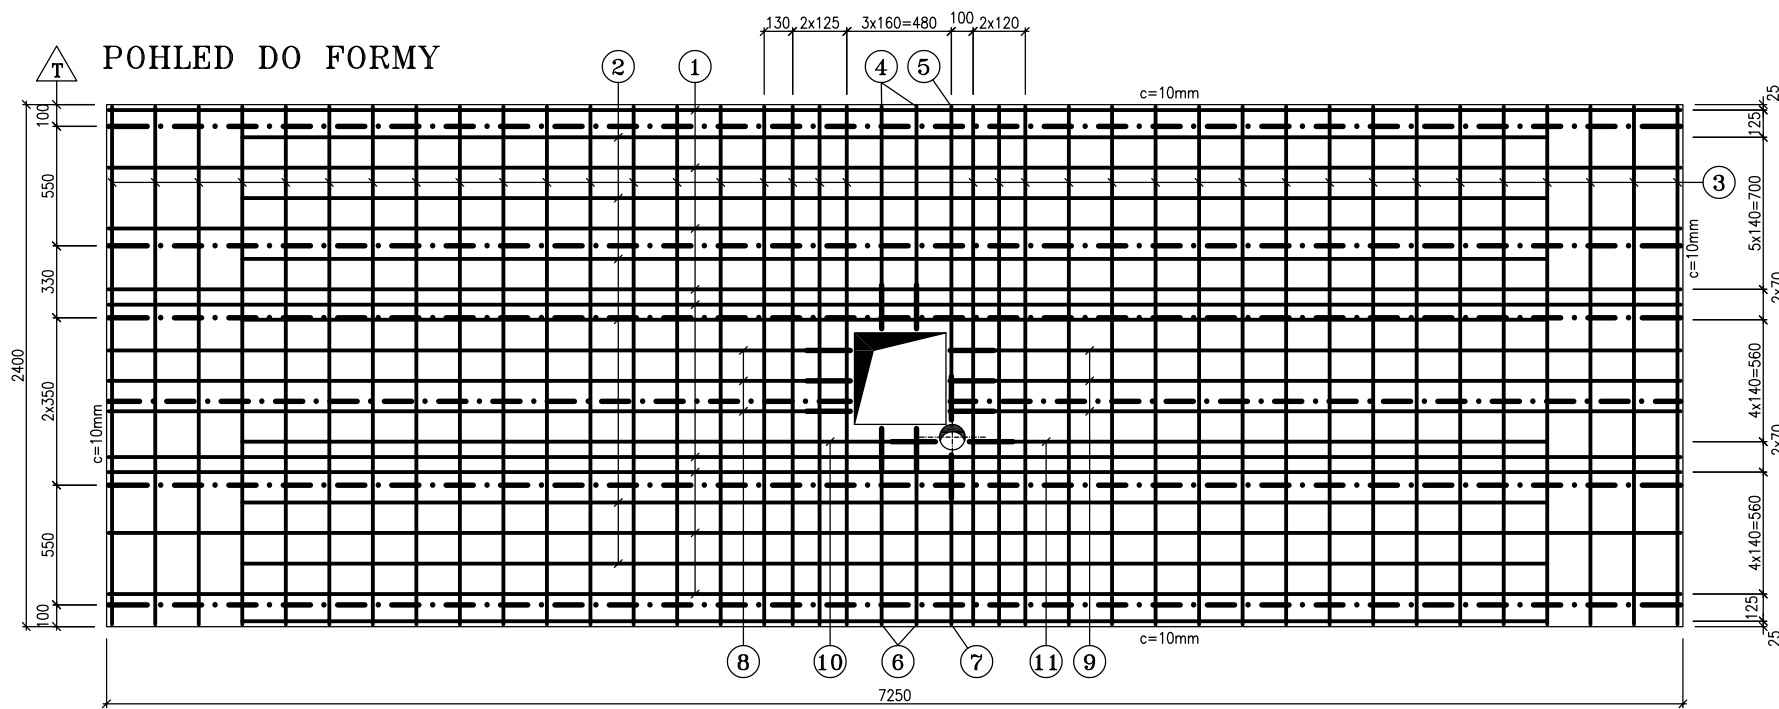 130 2x125 3x160=480 100 2x120
T POHLED DO FORMY
2 1 4 5
c=10mm
25
100
125
550
3
5x140=700
c=10mm
330
2x70
2400
2x350
4x140=560
c=10mm
2x70
550
4x140=560
100
125
25
c=10mm
8 10 6 7 11 9
7250